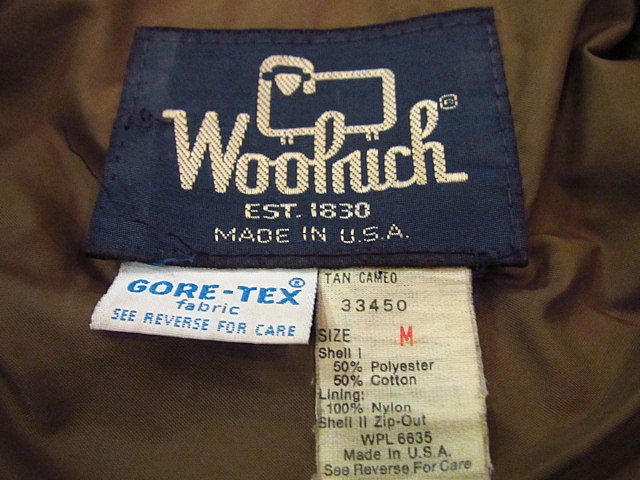 Woolrich®
EST. 1830
MADE IN U.S.A.
GORE-TEX®
fabric
SEE REVERSE FOR CARE
TAN CAMEO
33450
SIZE M
Shell I
50% Polyester
50% Cotton
Lining:
100% Nylon
Shell II Zip-Out
WPL 6635
Made In U.S.A.
See Reverse For Care